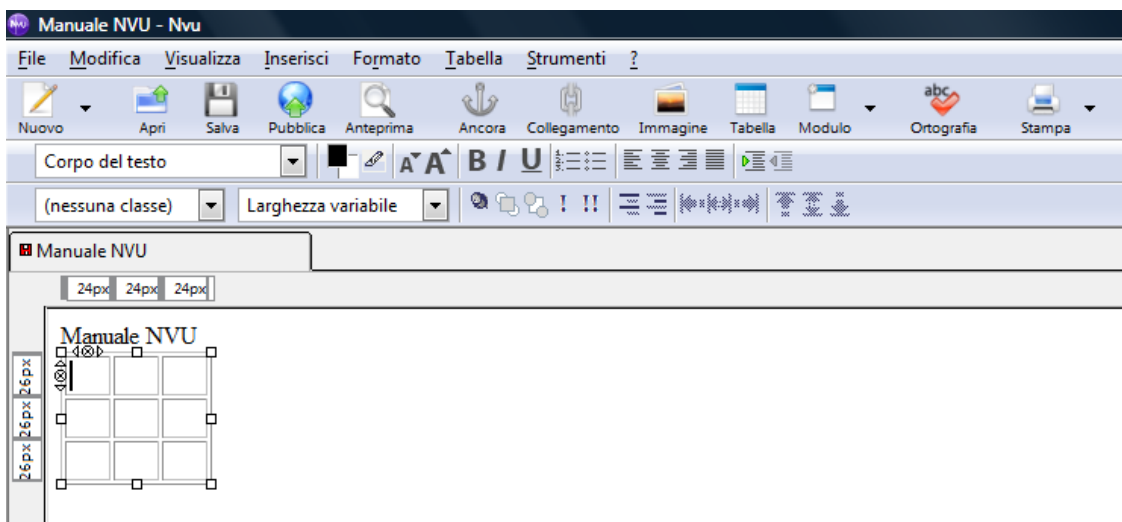 Manuale NVU - Nvu
File Modifica Visualizza Inserisci Formato Tabella Strumenti ?
Nuovo Apri Salva Pubblica Anteprima Ancora Collegamento Immagine Tabella Modulo Ortografia Stampa
Corpo del testo
(nessuna classe) Larghezza variabile
Manuale NVU
24px 24px 24px
Manuale NVU
26px
26px
26px